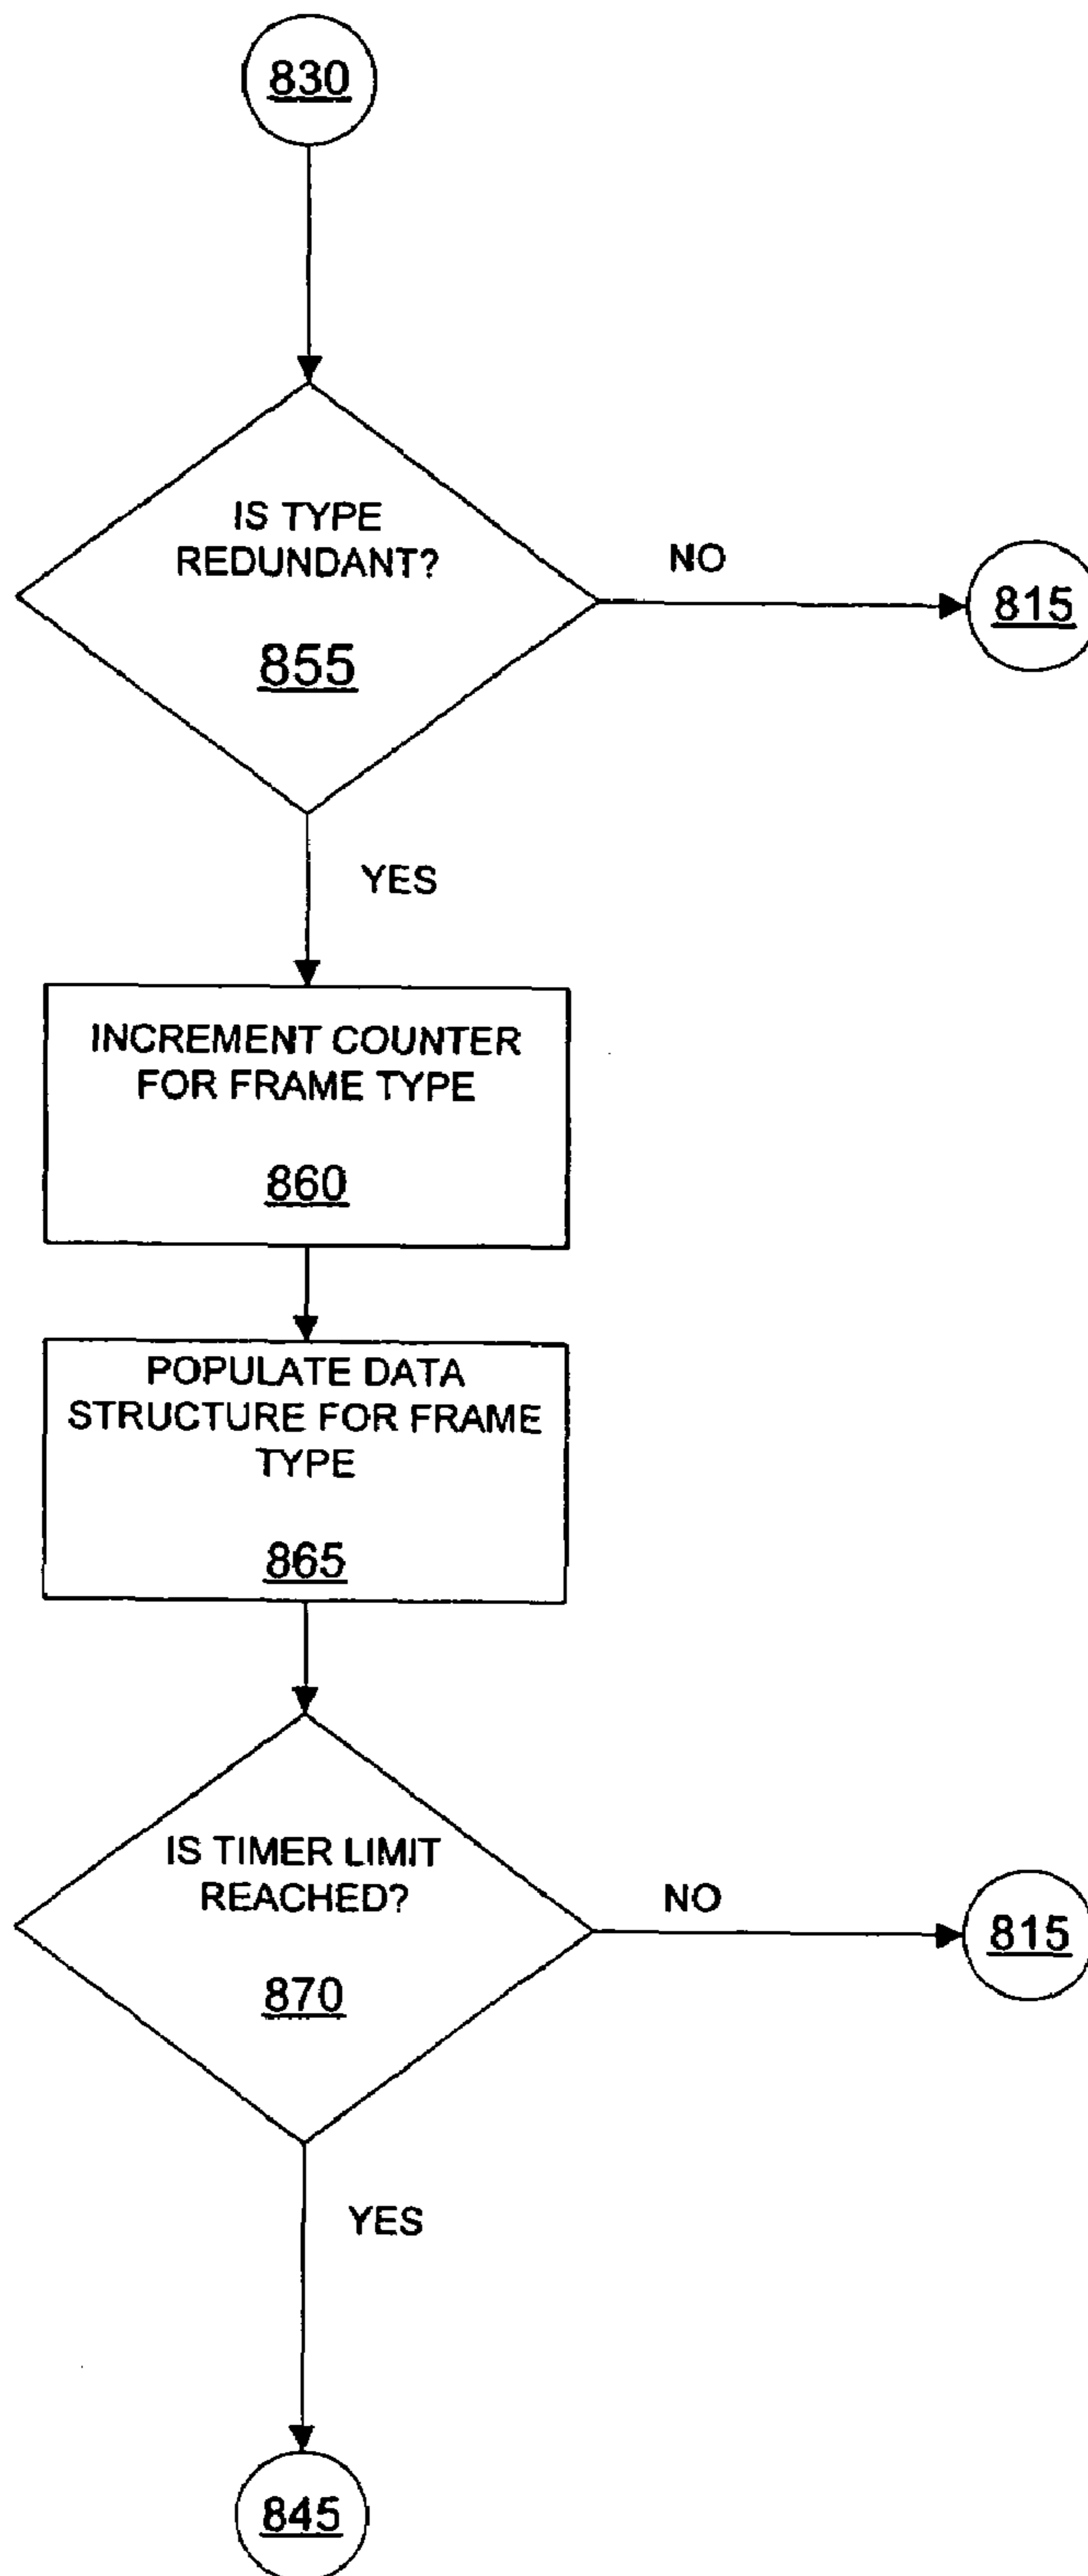 830
IS TYPE
REDUNDANT?
855
NO
815
YES
INCREMENT COUNTER
FOR FRAME TYPE
860
POPULATE DATA
STRUCTURE FOR FRAME
TYPE
865
IS TIMER LIMIT
REACHED?
870
NO
815
YES
845